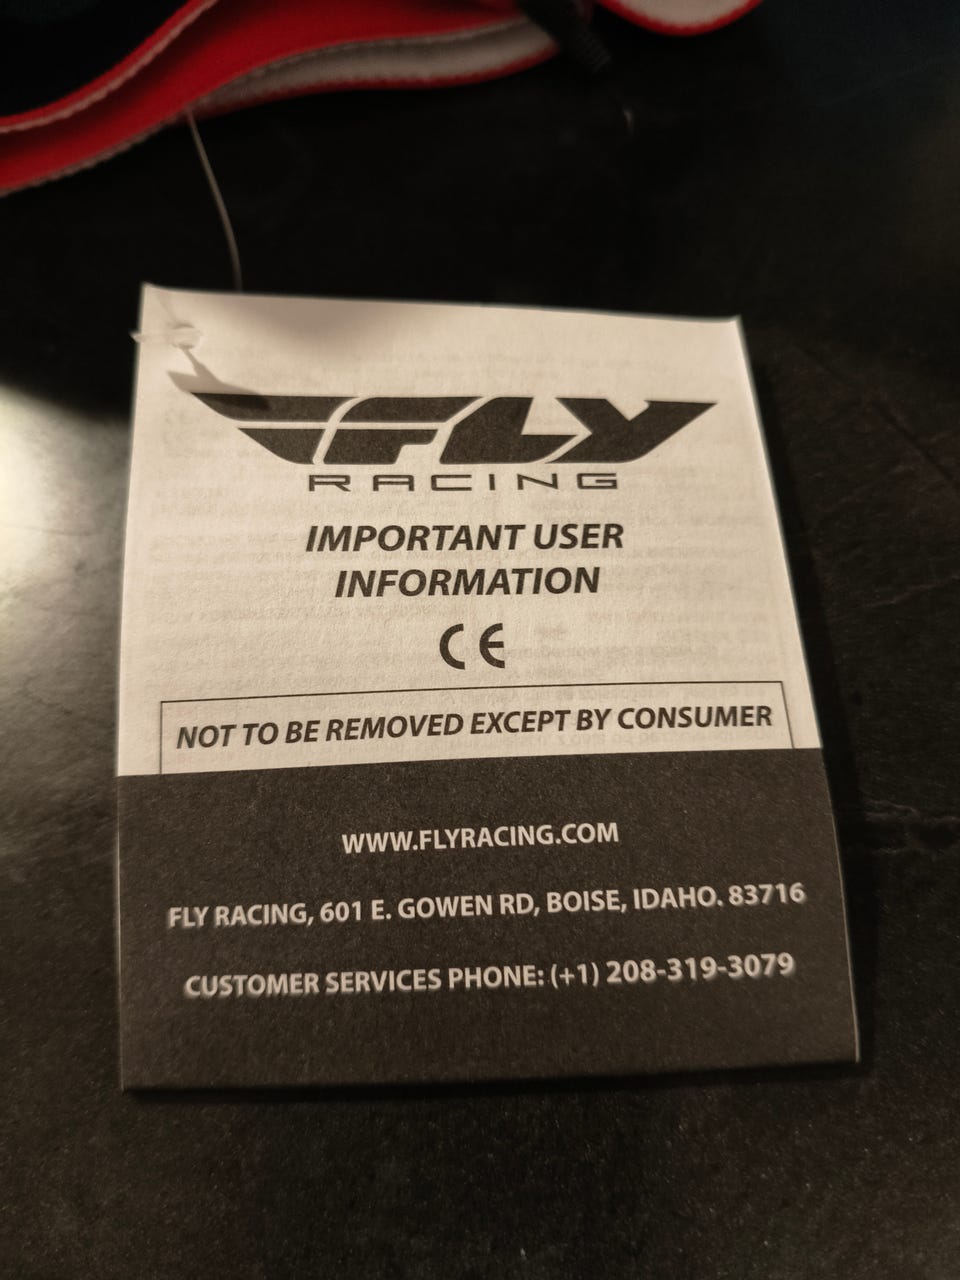 FLY
RACING
IMPORTANT USER
INFORMATION
CE
NOT TO BE REMOVED EXCEPT BY CONSUMER
WWW.FLYRACING.COM
FLY RACING, 601 E. GOWEN RD, BOISE, IDAHO. 83716
CUSTOMER SERVICES PHONE: (+1) 208-319-3079